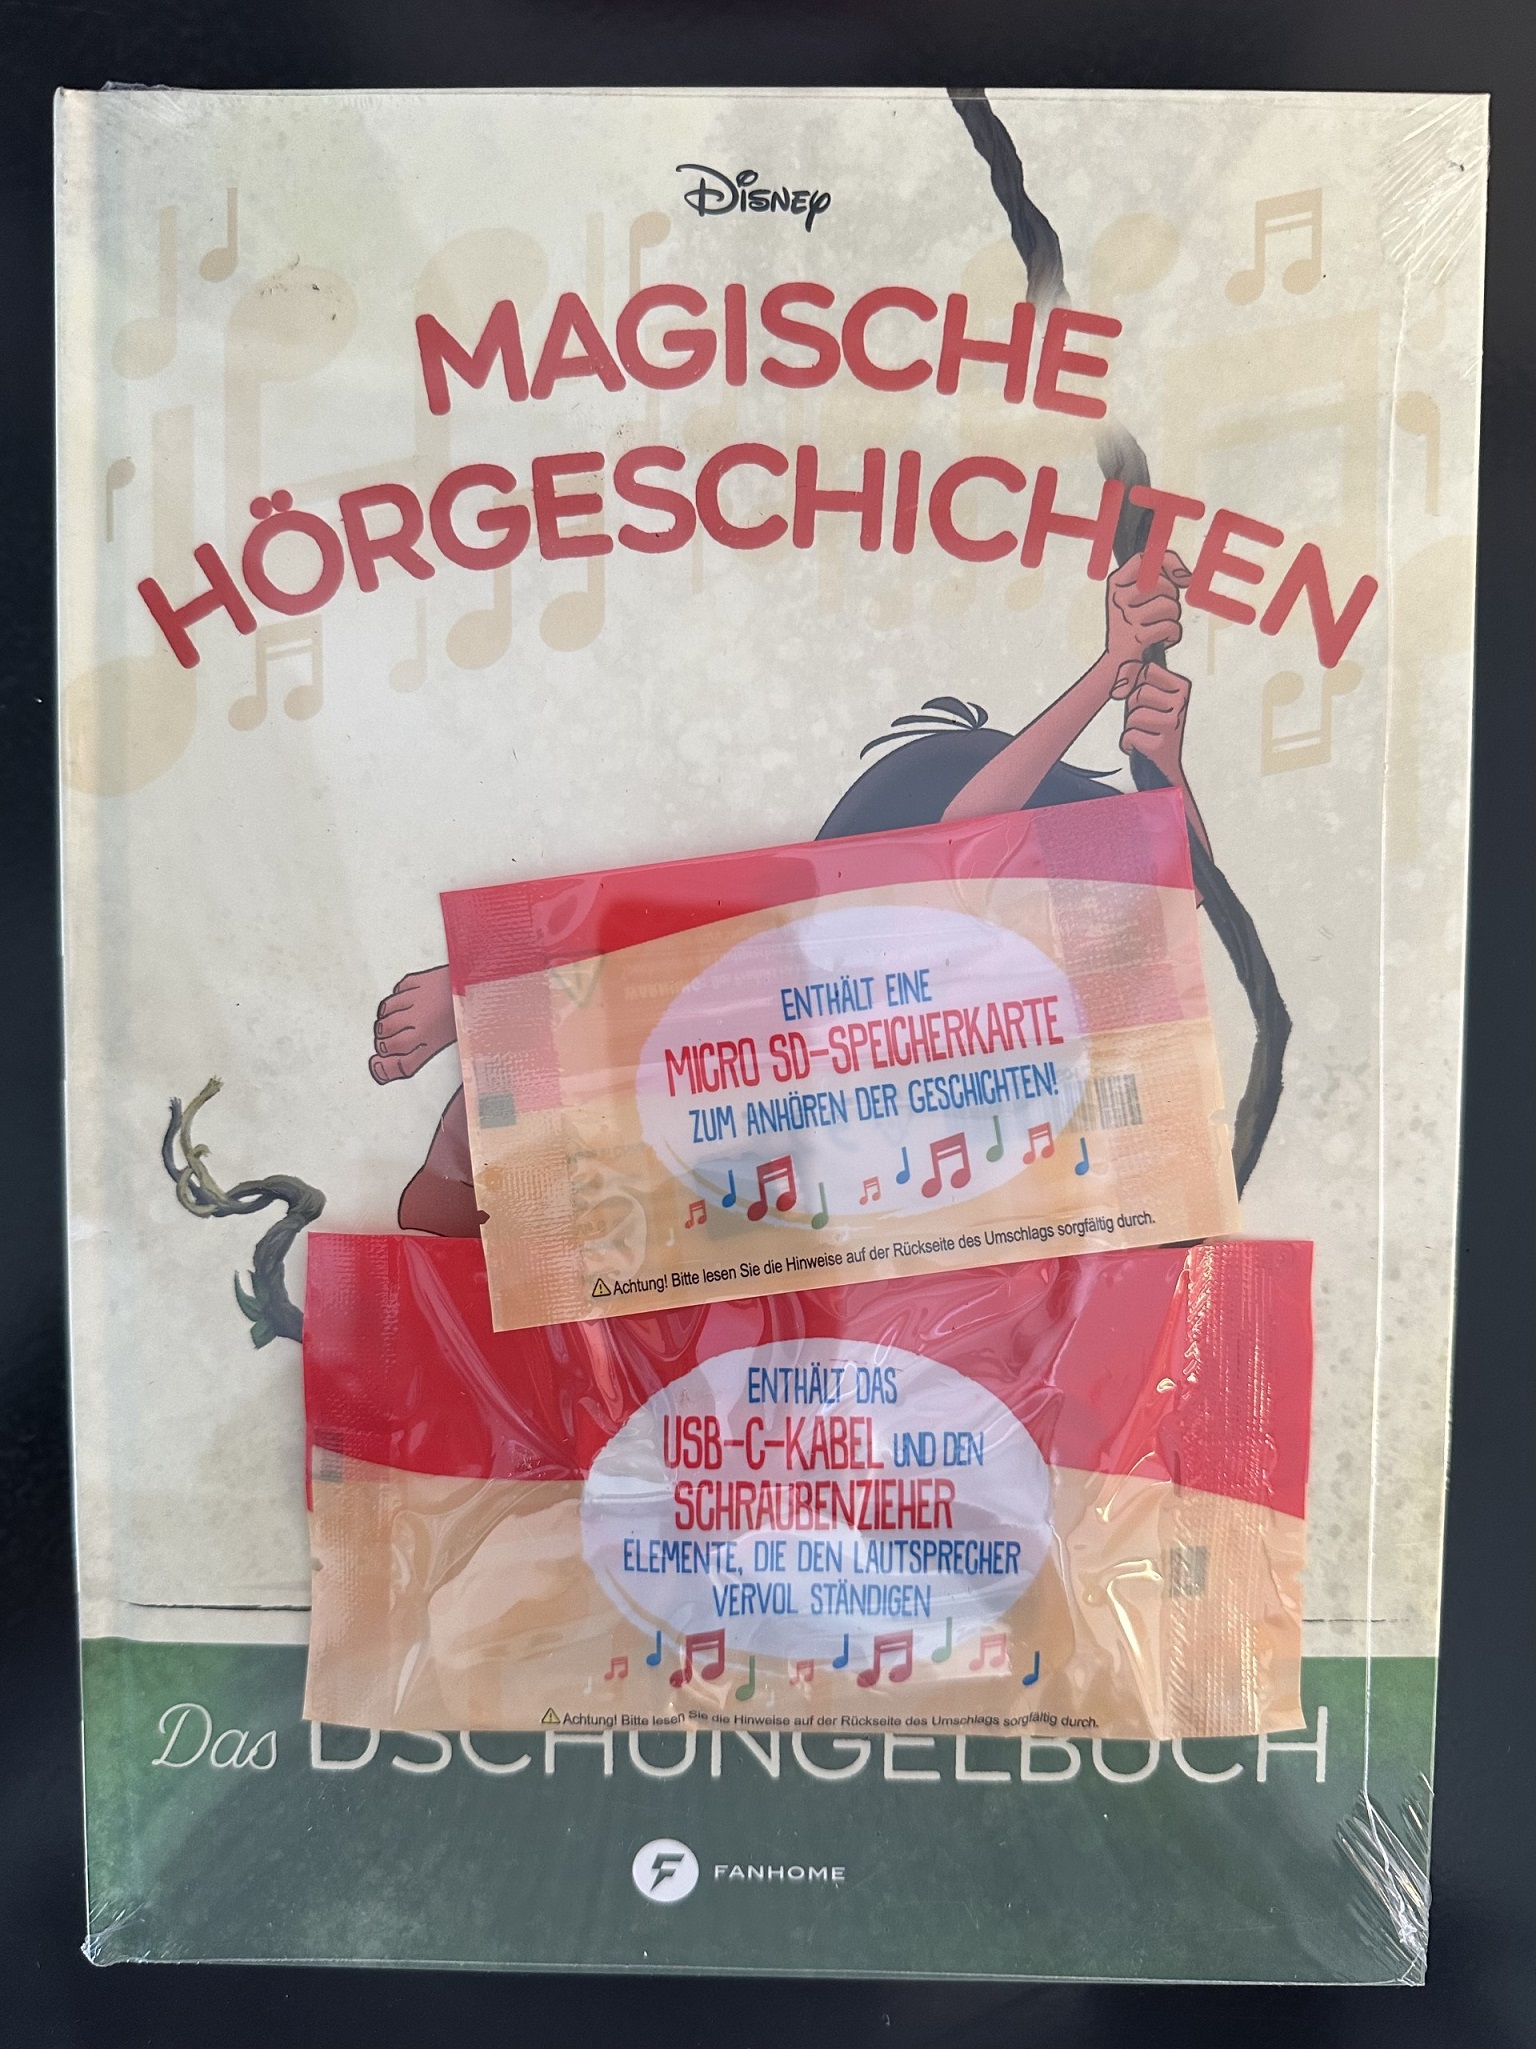 Disney
MAGISCHE
HÖRGESCHICHTEN
ENTHÄLT EINE
MICRO SD-SPEICHERKARTE
ZUM ANHÖREN DER GESCHICHTEN!
Achtung! Bitte lesen Sie die Hinweise auf der Rückseite des Umschlags sorgfältig durch.
ENTHÄLT DAS
USB-C-KABEL UND DEN
SCHRAUBENZIEHER
ELEMENTE, DIE DEN LAUTSPRECHER
VERVOL STÄNDIGEN
Achtung! Bitte lesen Sie die Hinweise auf der Rückseite des Umschlags sorgfältig durch.
Das DSCHUNGELBUCH
FANHOME